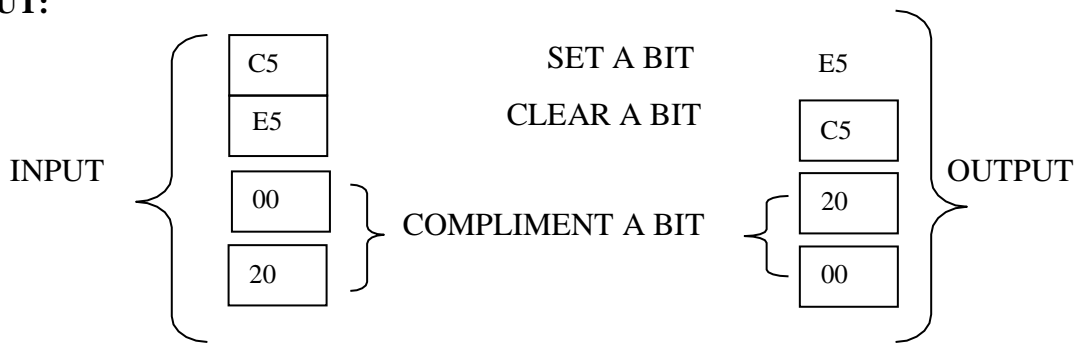 UT:
C5 SET A BIT E5
E5 CLEAR A BIT C5
INPUT 00 20 OUTPUT
COMPLIMENT A BIT
20 00